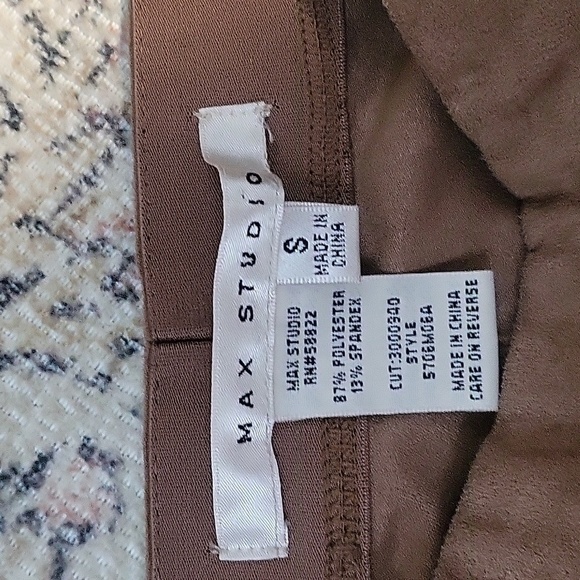 MAX STUDIO
S
MADE IN
CHINA
MAX STUDIO
RN#58822
87% POLYESTER
13% SPANDEX
CUT:3000340
STYLE
5708M06A
MADE IN CHINA
CARE ON REVERSE